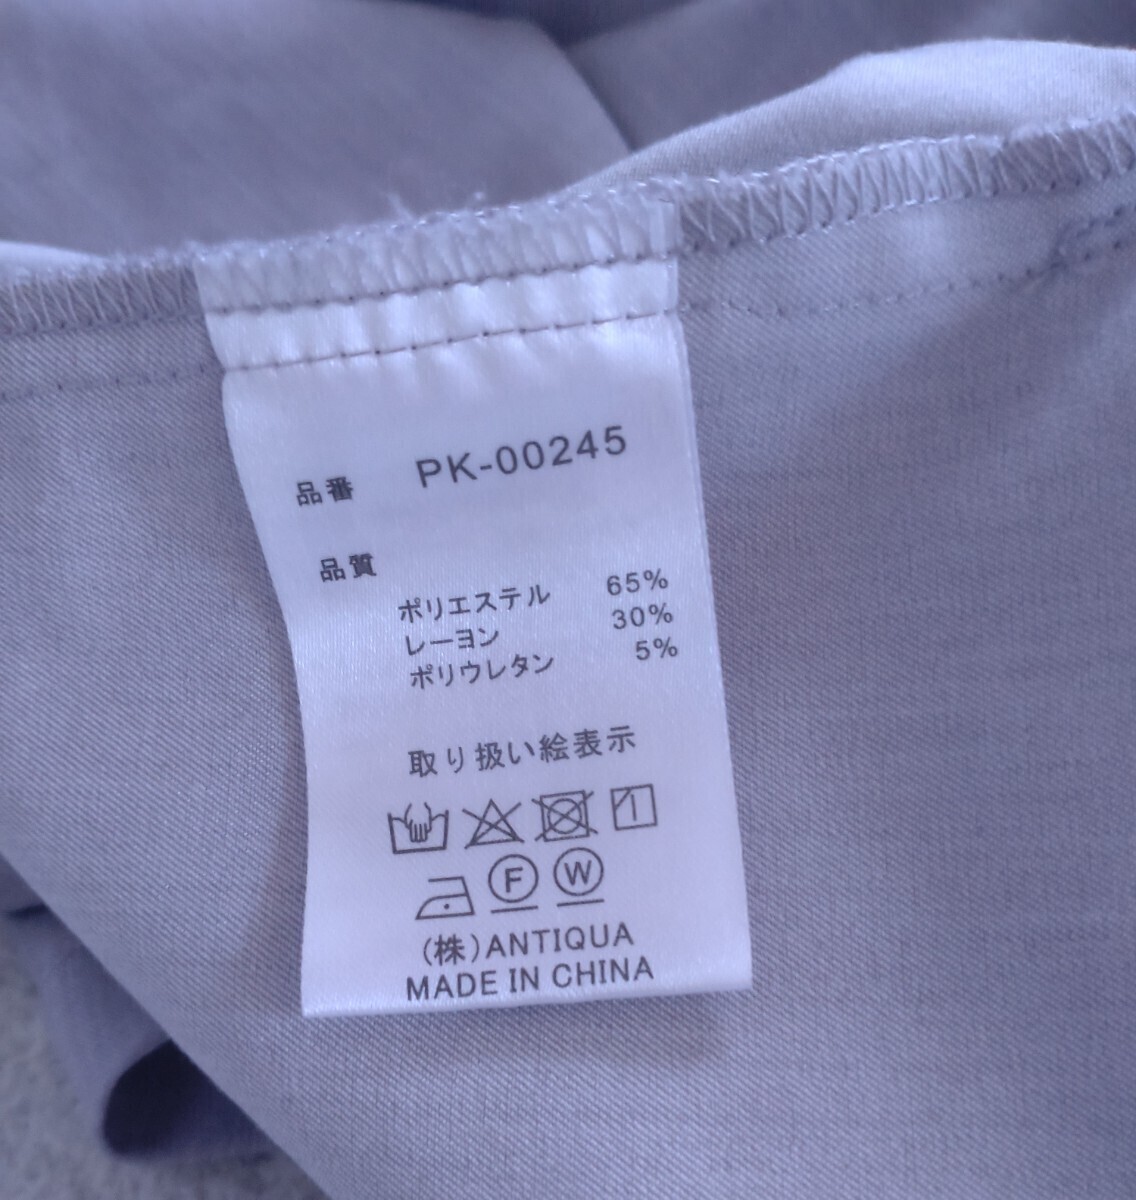 品番 PK-00245
品質
ポリエステル 65%
レーヨン 30%
ポリウレタン 5%
取り扱い絵表示
F W
(株)ANTIQUA
MADE IN CHINA